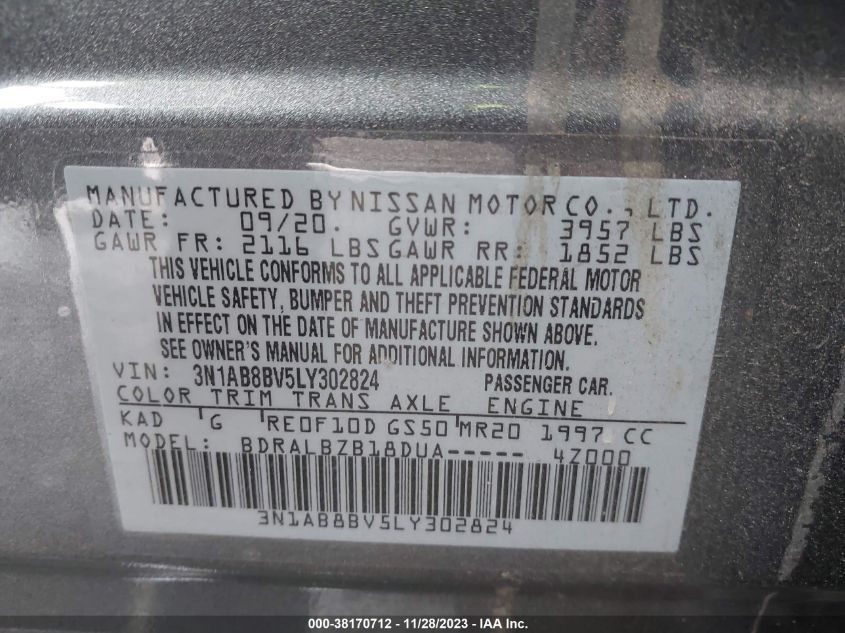 MANUFACTURED BY NISSAN MOTOR CO., LTD.
DATE: 09/20. GVWR: 3957 LBS
GAWR FR: 2116 LBS GAWR RR: 1852 LBS
THIS VEHICLE CONFORMS TO ALL APPLICABLE FEDERAL MOTOR
VEHICLE SAFETY, BUMPER AND THEFT PREVENTION STANDARDS
IN EFFECT ON THE DATE OF MANUFACTURE SHOWN ABOVE.
SEE OWNER'S MANUAL FOR ADDITIONAL INFORMATION.
VIN: 3N1AB8BV5LY302824 PASSENGER CAR.
COLOR TRIM TRANS AXLE ENGINE
KAD G RE0F10D GS50 MR20 1997 CC
MODEL: BDRALBZB18DUA----- 4Z000
3N1AB8BV5LY302824
000-38170712 - 11/28/2023 - IAA Inc.